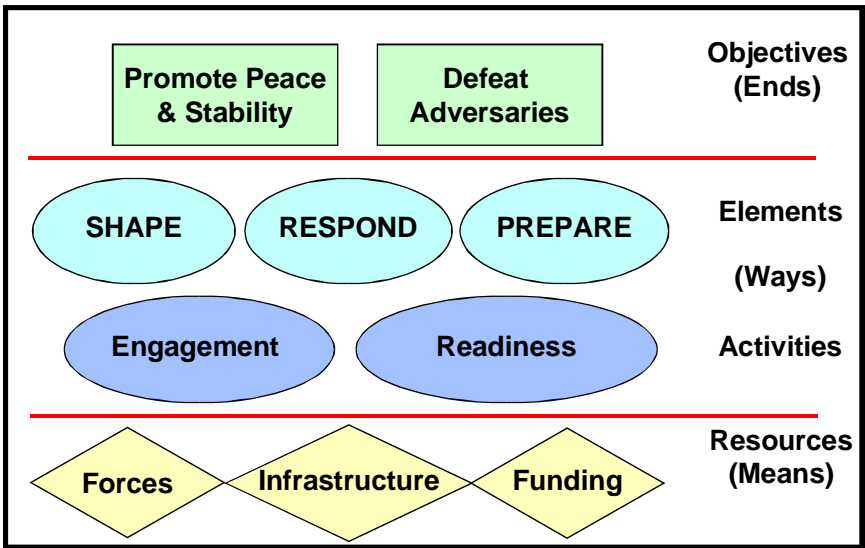 Promote Peace
& Stability
Defeat
Adversaries
Objectives
(Ends)
SHAPE
RESPOND
PREPARE
Elements
(Ways)
Engagement
Readiness
Activities
Forces
Infrastructure
Funding
Resources
(Means)